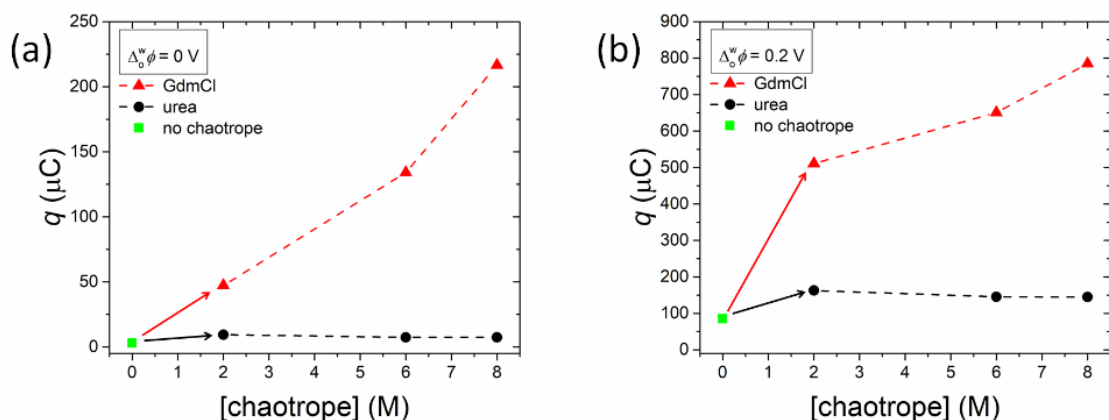 (a)
Δ_o^w ϕ = 0 V
GdmCl
urea
no chaotrope
q (μC)
250
200
150
100
50
0
0 1 2 3 4 5 6 7 8
[chaotrope] (M)
(b)
Δ_o^w ϕ = 0.2 V
GdmCl
urea
no chaotrope
q (μC)
900
800
700
600
500
400
300
200
100
0
0 1 2 3 4 5 6 7 8
[chaotrope] (M)